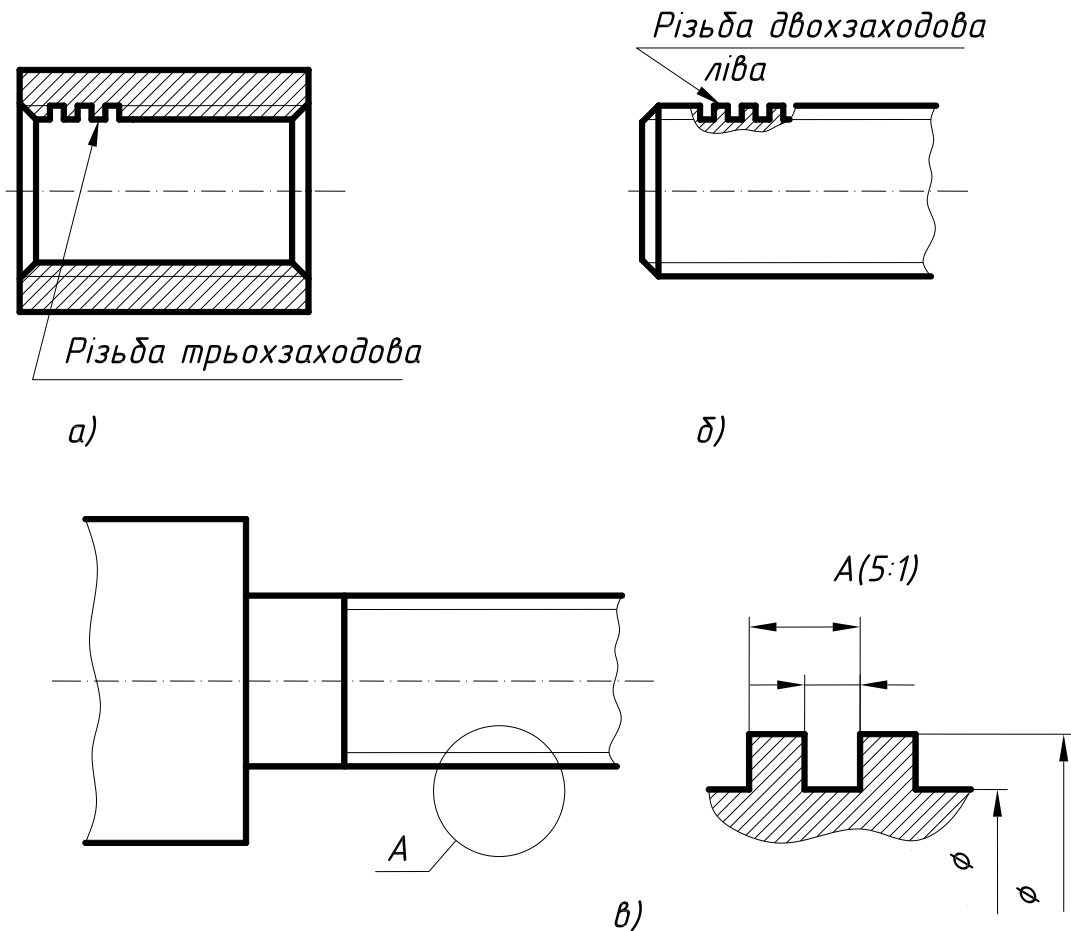 Різьба двохзаходова
ліва
Різьба трьохзаходова
а)
б)
А(5:1)
А
⌀
⌀
в)